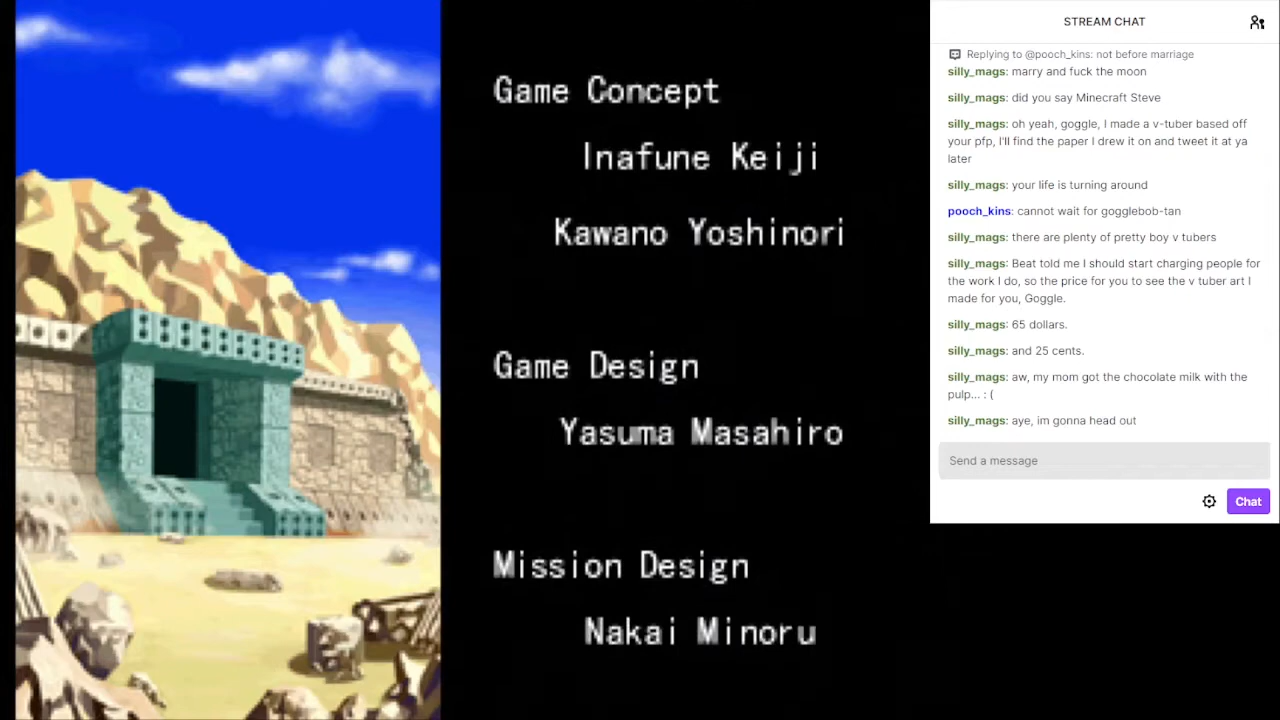 Game Concept
Inafune Keiji
Kawano Yoshinori
Game Design
Yasuma Masahiro
Mission Design
Nakai Minoru
STREAM CHAT
Replying to @pooch_kins: not before marriage
silly_mags: marry and fuck the moon
silly_mags: did you say Minecraft Steve
silly_mags: oh yeah, goggle, I made a v-tuber based off
your pfp, I'll find the paper I drew it on and tweet it at ya
later
silly_mags: your life is turning around
pooch_kins: cannot wait for gogglebob-tan
silly_mags: there are plenty of pretty boy v tubers
silly_mags: Beat told me I should start charging people for
the work I do, so the price for you to see the v tuber art I
made for you, Goggle.
silly_mags: 65 dollars.
silly_mags: and 25 cents.
silly_mags: aw, my mom got the chocolate milk with the
pulp... : (
silly_mags: aye, im gonna head out
Send a message
Chat